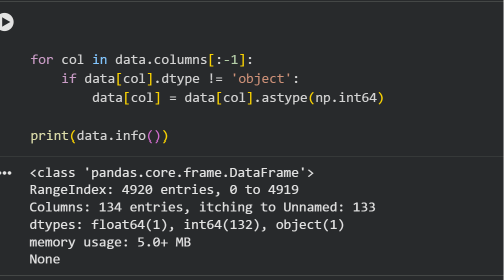 for col in data.columns[:-1]:
    if data[col].dtype != 'object':
        data[col] = data[col].astype(np.int64)
print(data.info())
<class 'pandas.core.frame.DataFrame'>
RangeIndex: 4920 entries, 0 to 4919
Columns: 134 entries, itching to Unnamed: 133
dtypes: float64(1), int64(132), object(1)
memory usage: 5.0+ MB
None